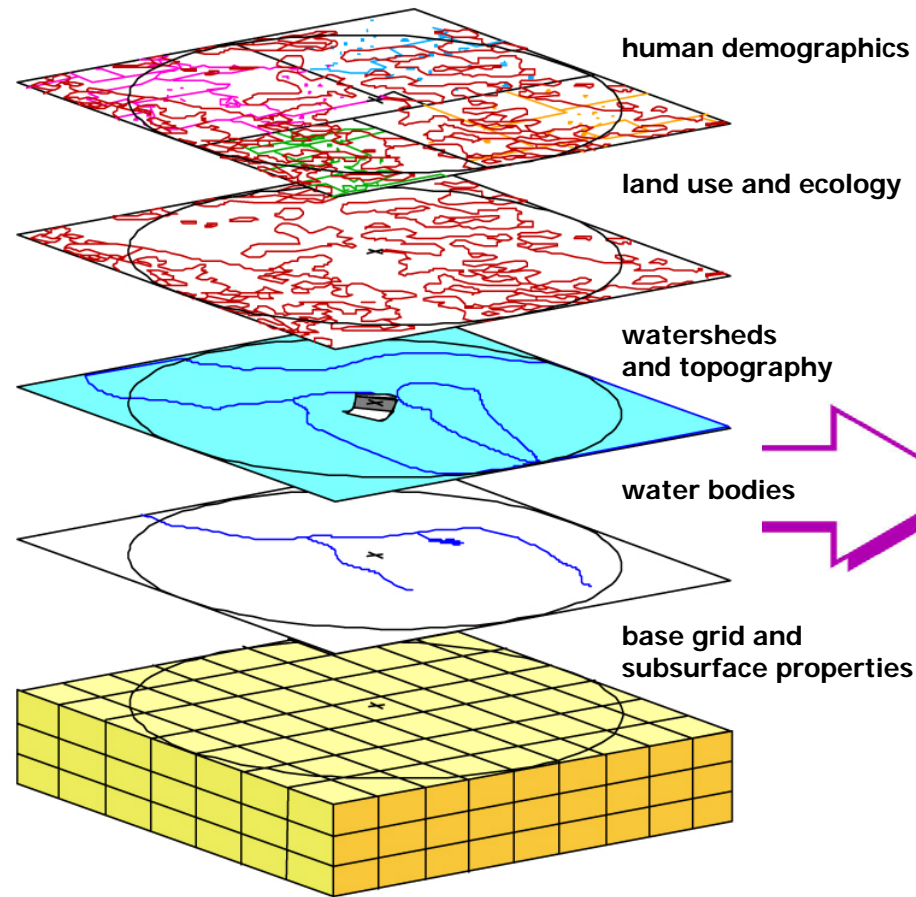 human demographics
land use and ecology
watersheds
and topography
water bodies
base grid and
subsurface properties